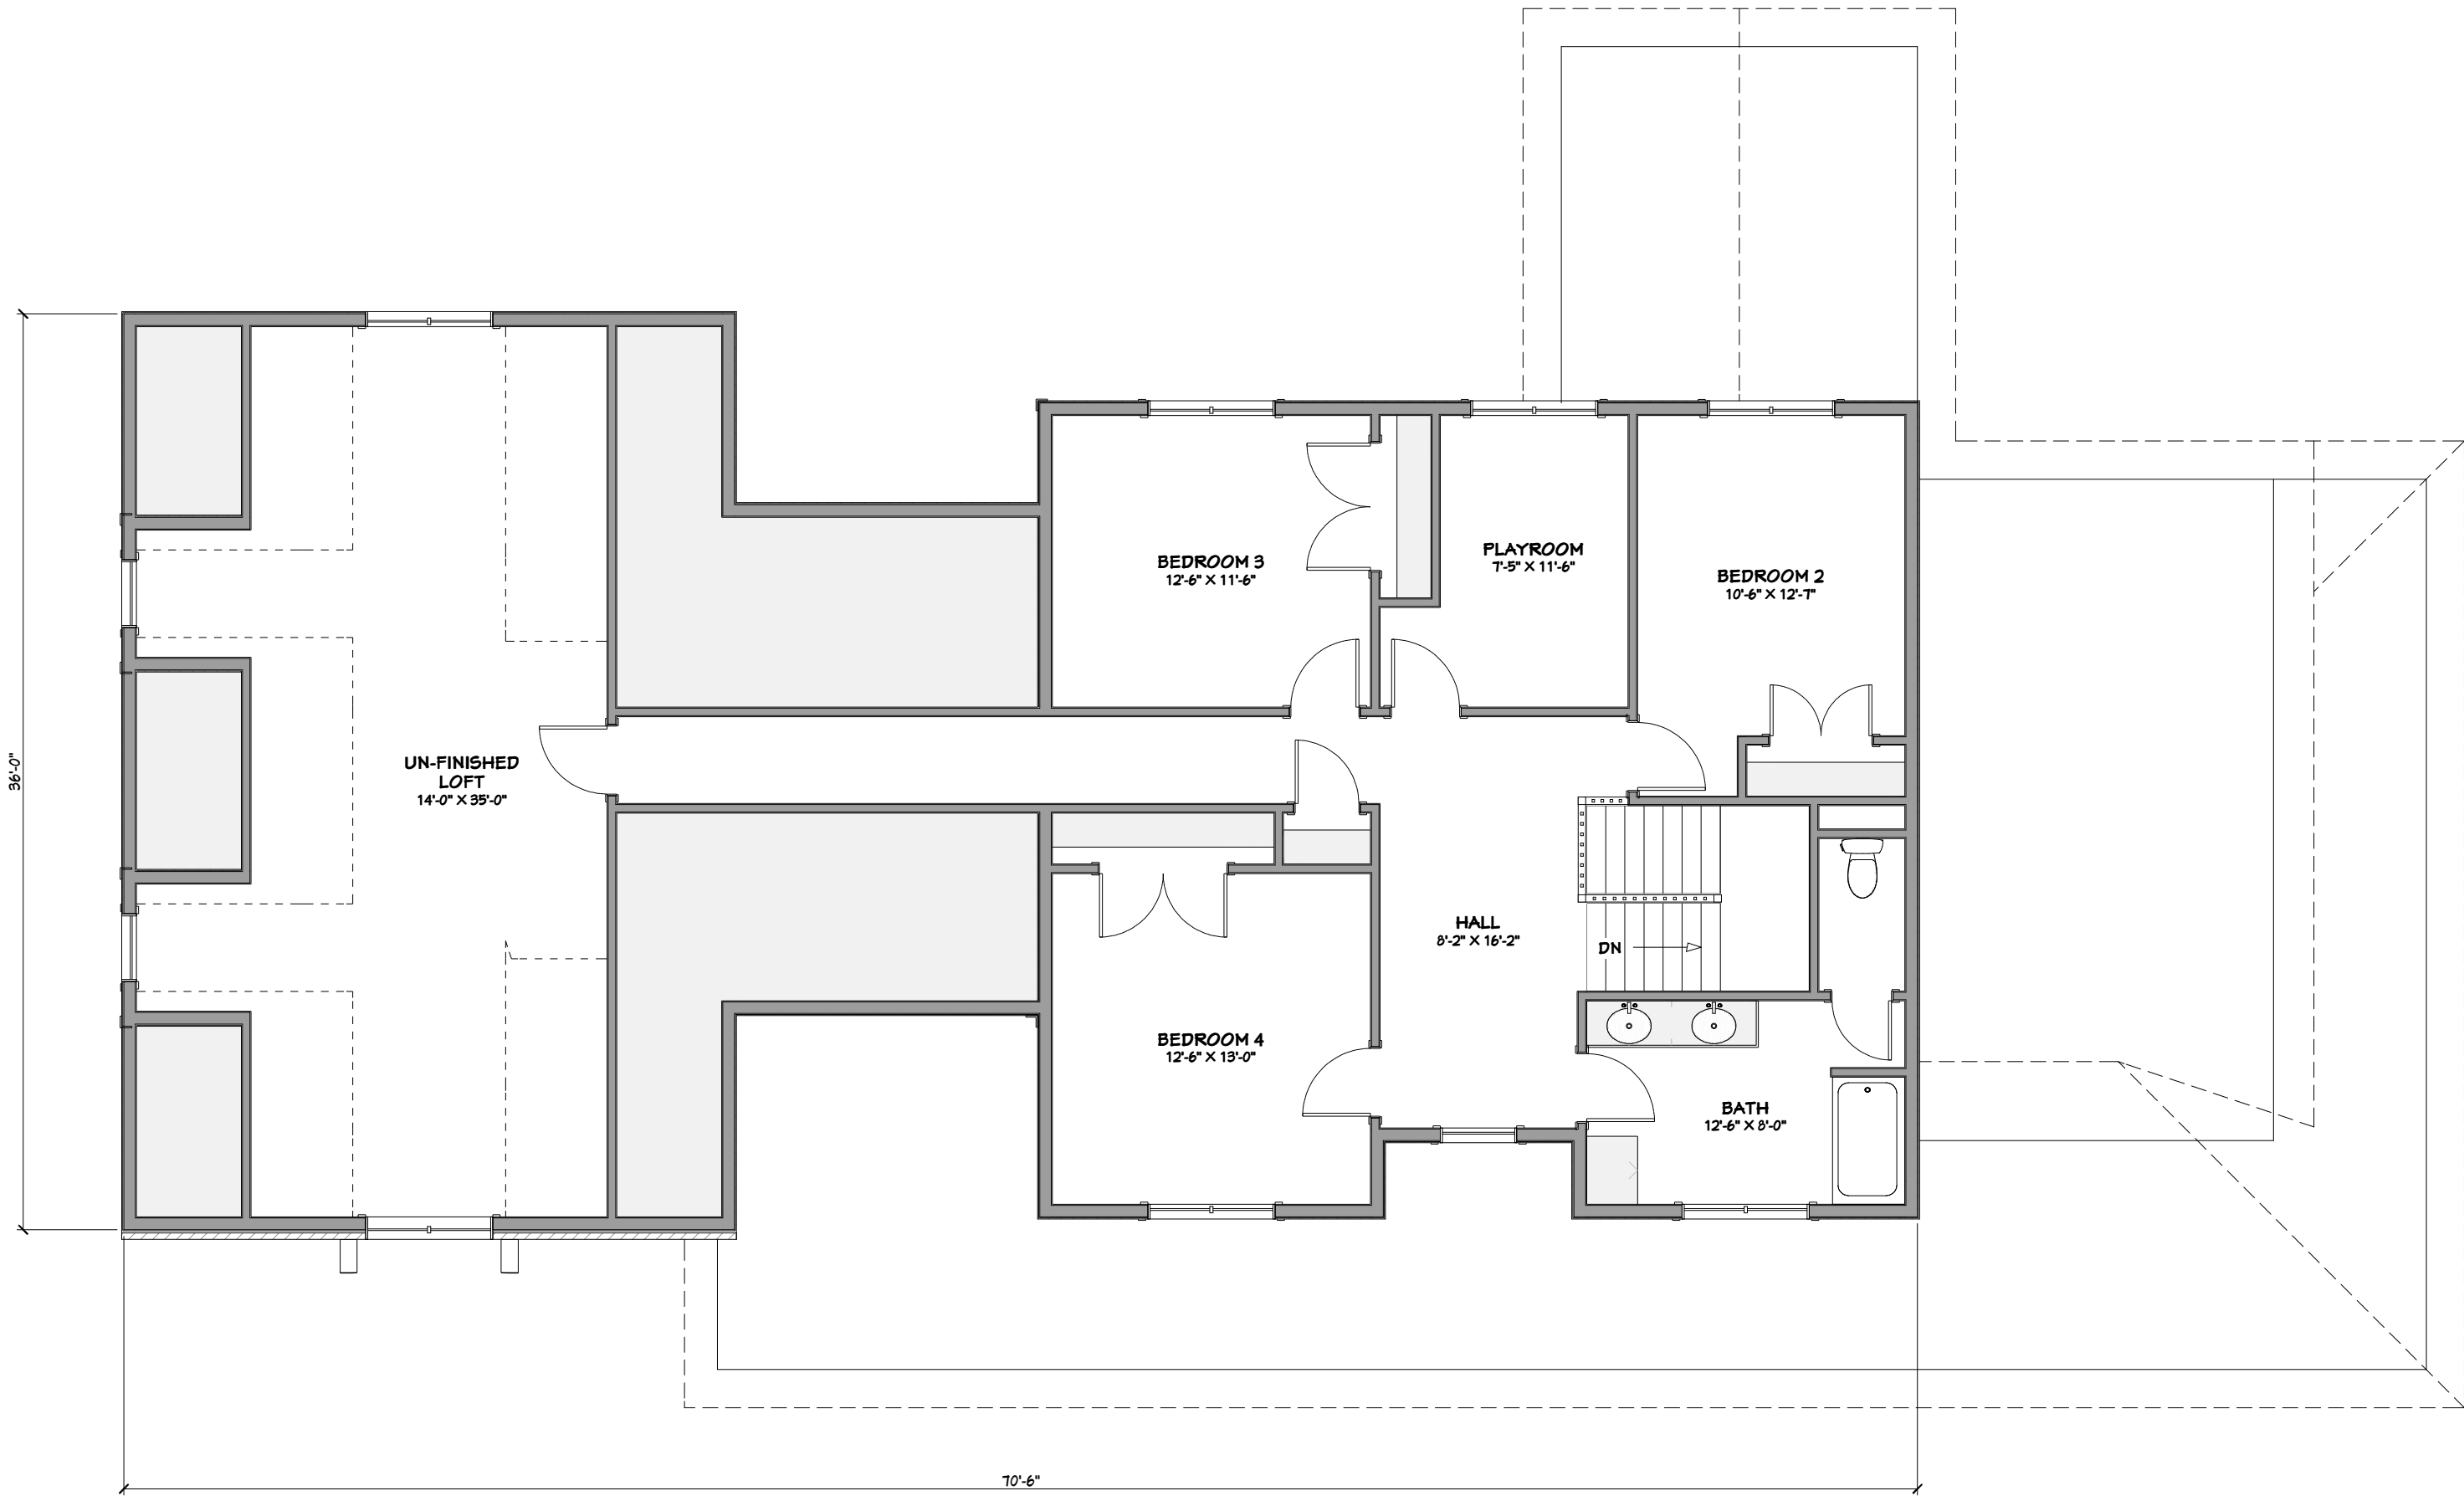 36'-0"
BEDROOM 3
12'-6" X 11'-6"
PLAYROOM
7'-5" X 11'-6"
BEDROOM 2
10'-6" X 12'-7"
UN-FINISHED
LOFT
14'-0" X 35'-0"
HALL
8'-2" X 16'-2"
DN
BEDROOM 4
12'-6" X 13'-0"
BATH
12'-6" X 8'-0"
70'-6"